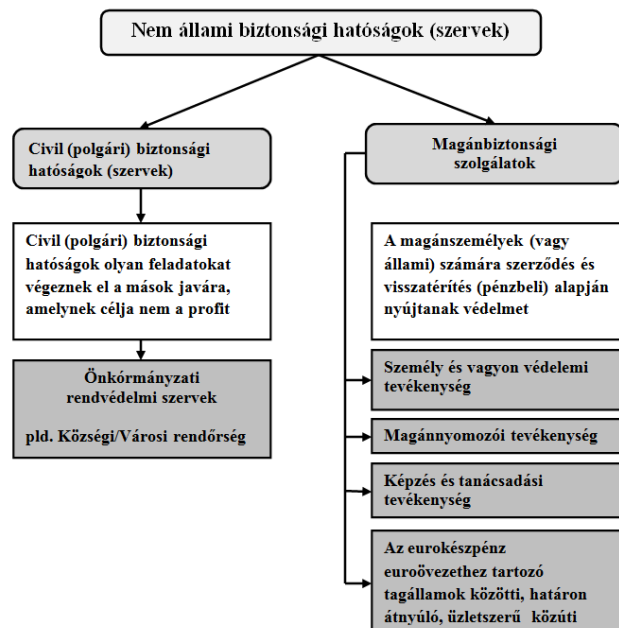 Nem állami biztonsági hatóságok (szervek)
Civil (polgári) biztonsági
hatóságok (szervek)
Civil (polgári) biztonsági
hatóságok olyan feladatokat
végeznek el a mások javára,
amelynek célja nem a profit
Önkórmányzati
rendvédelmi szervek
pld. Községi/Városi rendőrség
Magánbiztonsági
szolgálatok
A magánszemélyek (vagy
állami) számára szerződés és
visszatérítés (pénzbeli) alapján
nyújtanak védelmet
Személy és vagyon védelemi
tevékenység
Magánnyomozói tevékenység
Képzés és tanácsadási
tevékenység
Az eurokészpénz
euroövezethez tartozó
tagállamok közötti, határon
átnyúló, üzletszerű közúti